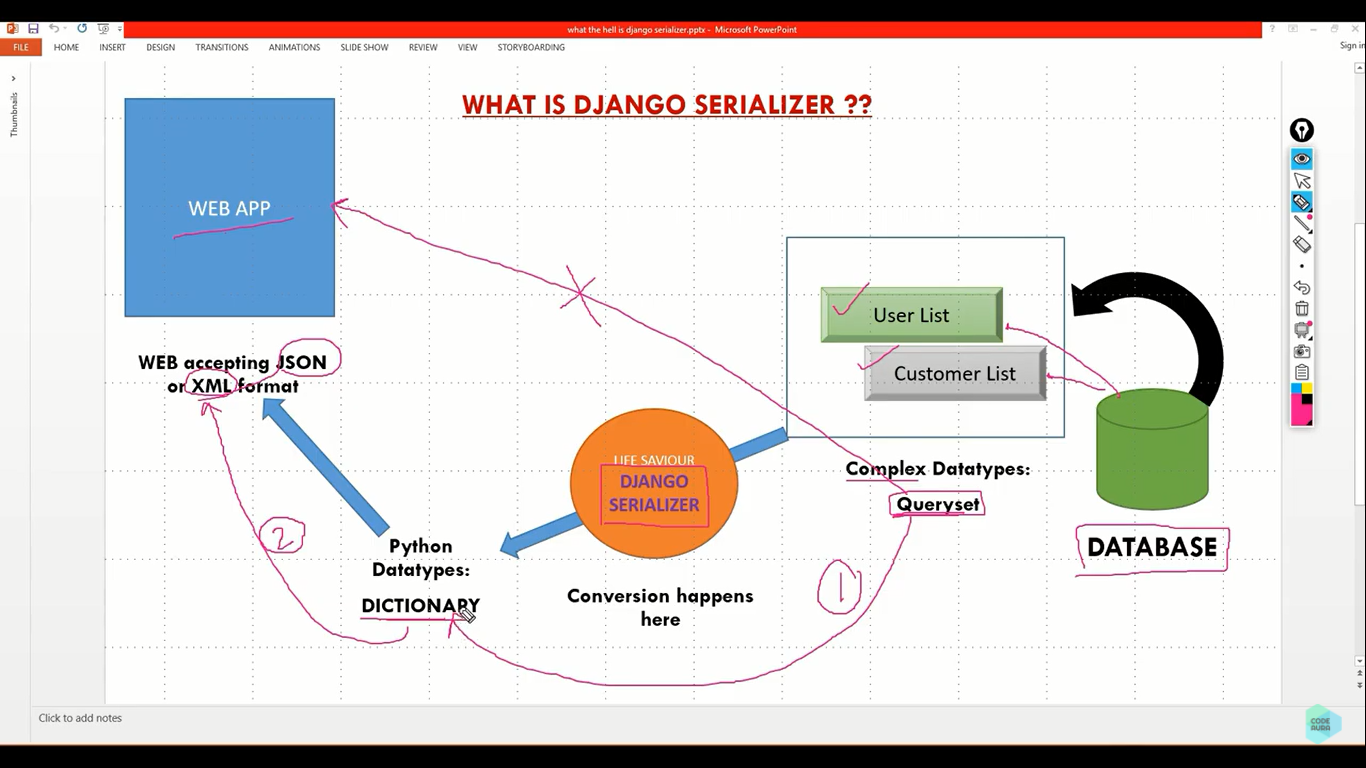 what the hell is django serializer.pptx - Microsoft PowerPoint
?
FILE HOME INSERT DESIGN TRANSITIONS ANIMATIONS SLIDE SHOW REVIEW VIEW STORYBOARDING
Sign in
Thumbnails
WHAT IS DJANGO SERIALIZER ??
WEB APP
User List
Customer List
WEB accepting JSON
or XML format
LIFE SAVIOUR
DJANGO
SERIALIZER
Complex Datatypes:
Queryset
DATABASE
2
Python
Datatypes:
DICTIONARY
Conversion happens
here
1
Click to add notes
CODE
AURA